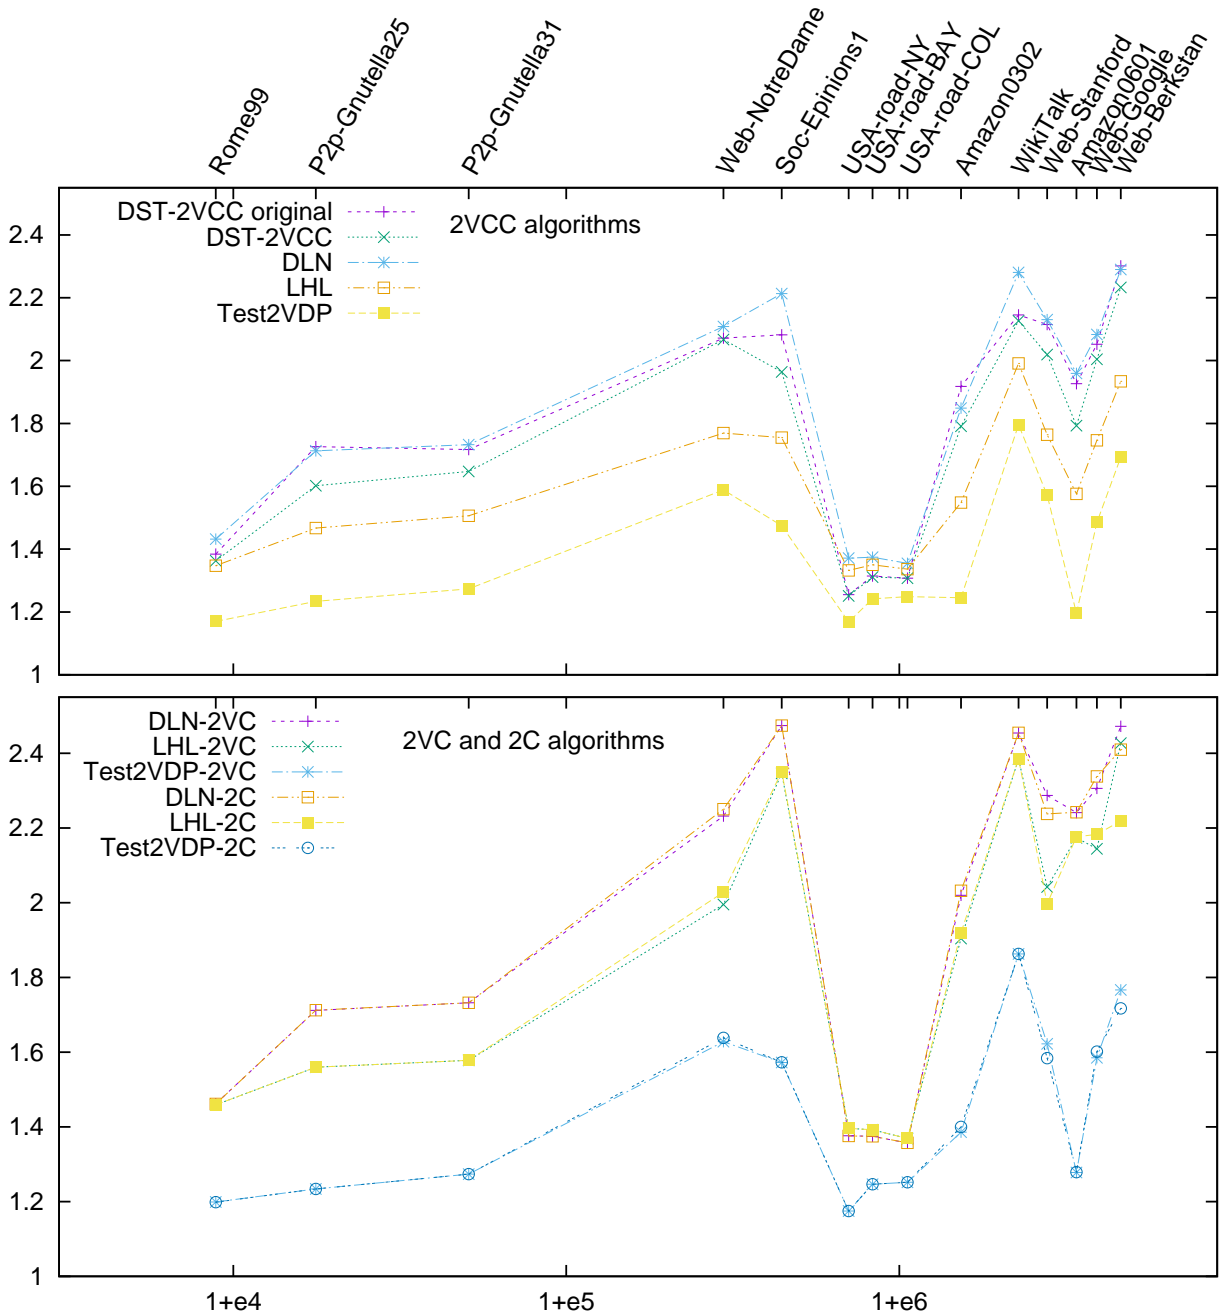 Rome99
P2p-Gnutella25
P2p-Gnutella31
Web-NotreDame
Soc-Epinions1
USA-road-NY
USA-road-BAY
USA-road-COL
Amazon0302
WikiTalk
Web-Stanford
Amazon0601
Web-Google
Web-Berkstan
2VCC algorithms
DST-2VCC original
DST-2VCC
DLN
LHL
Test2VDP
2.4
2.2
2
1.8
1.6
1.4
1.2
1
2VC and 2C algorithms
DLN-2VC
LHL-2VC
Test2VDP-2VC
DLN-2C
LHL-2C
Test2VDP-2C
2.4
2.2
2
1.8
1.6
1.4
1.2
1
1+e4
1+e5
1+e6